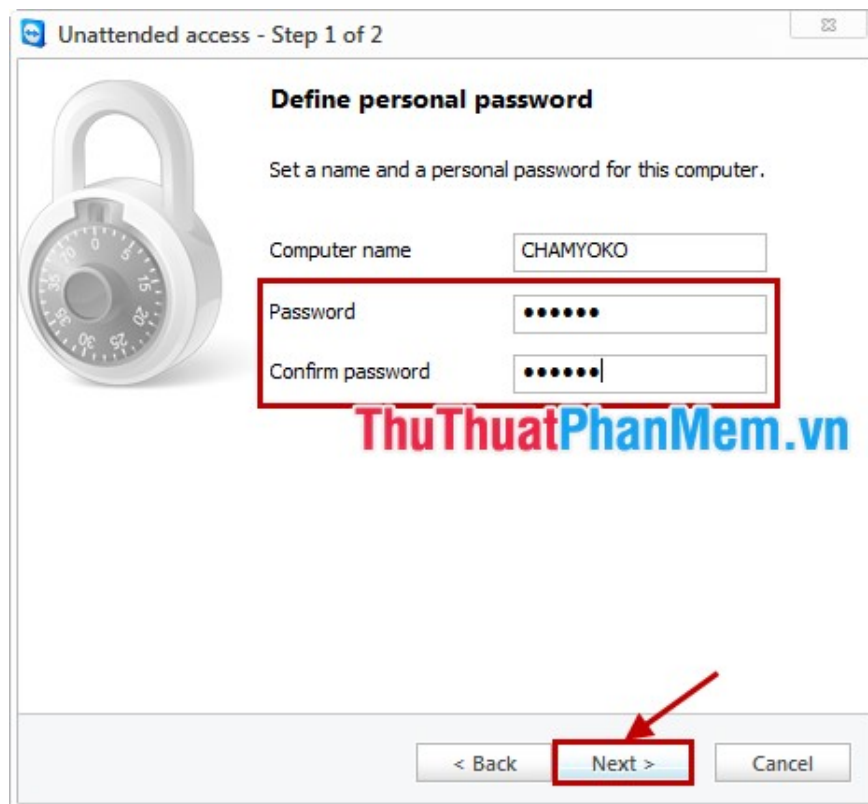 Unattended access - Step 1 of 2
Define personal password
Set a name and a personal password for this computer.
Computer name CHAMYOKO
Password ••••••
Confirm password ••••••
ThuThuatPhanMem.vn
< Back Next > Cancel